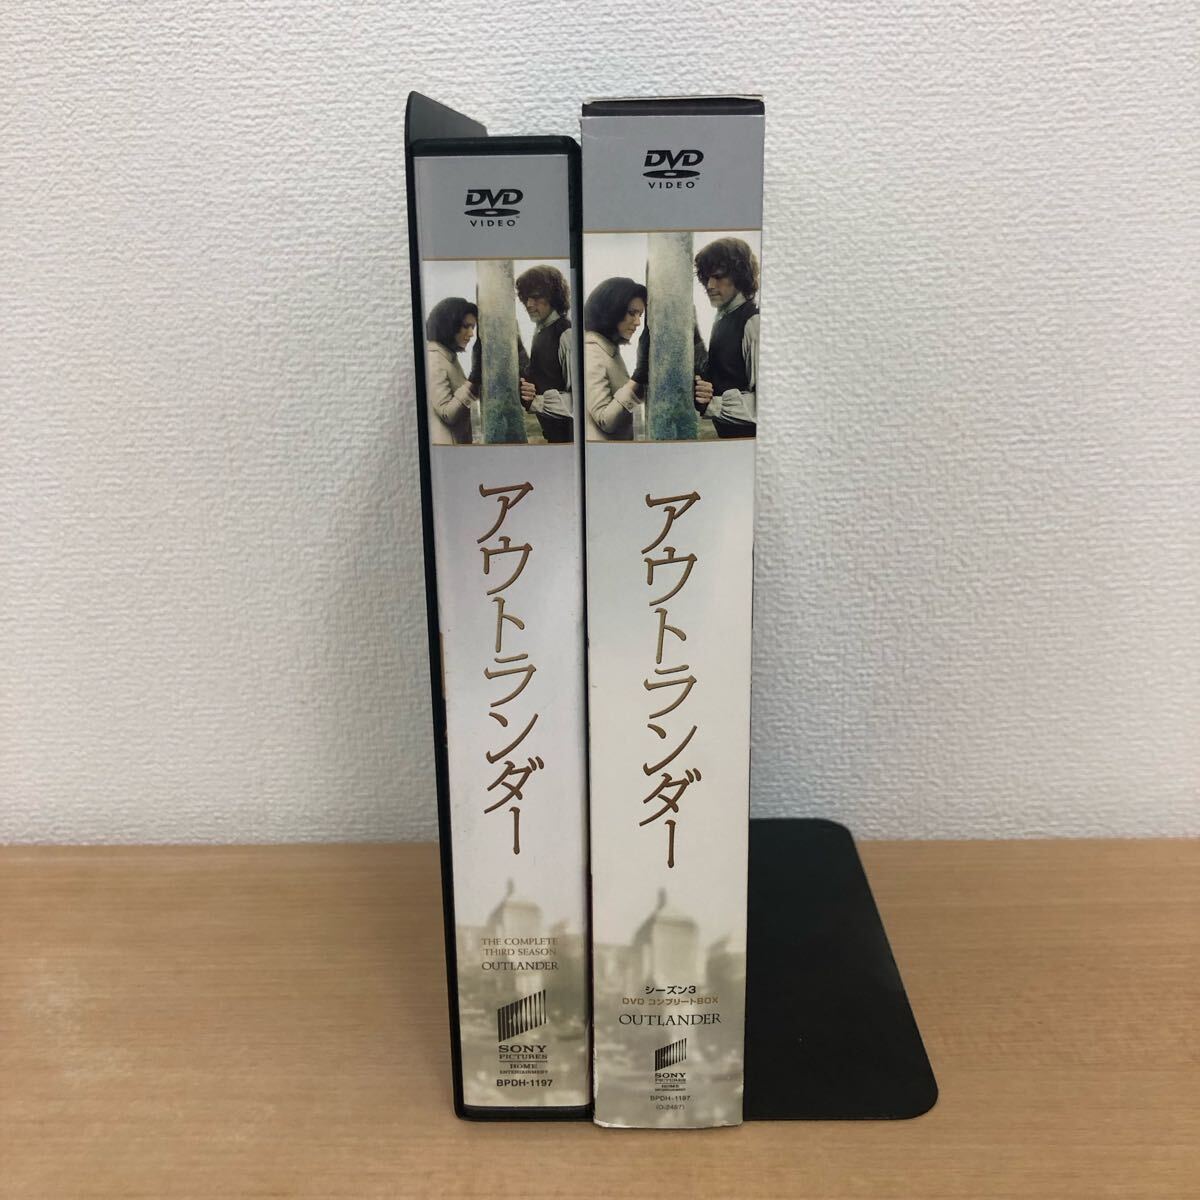 DVD
VIDEO
アウトランダー
THE COMPLETE
THIRD SEASON
OUTLANDER
SONY
PICTURES
HOME
ENTERTAINMENT
BPDH-1197
DVD
VIDEO
アウトランダー
シーズン3
DVD コンプリートBOX
OUTLANDER
SONY
PICTURES
HOME
ENTERTAINMENT
BPDH-1197
(O-2487)